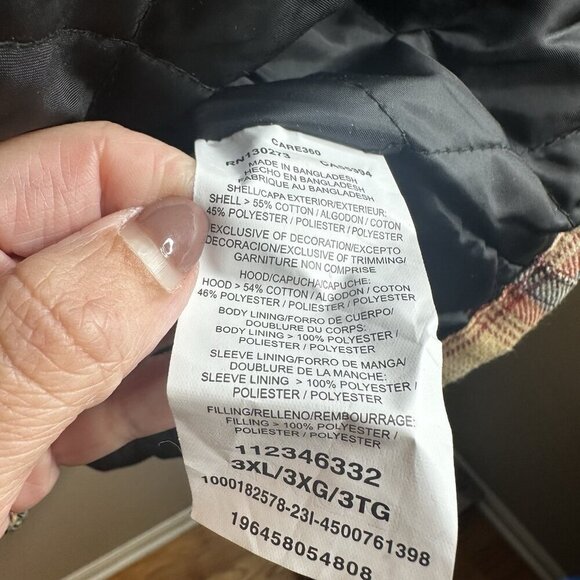 CARE360
RN130273 CA55994
MADE IN BANGLADESH
HECHO EN BANGLADESH
FABRIQUE AU BANGLADESH
SHELL/CAPA EXTERIOR/EXTERIEUR:
SHELL > 55% COTTON / ALGODON / COTON
45% POLYESTER / POLIESTER / POLYESTER
EXCLUSIVE OF DECORATION/EXCEPTO
DECORACION/EXCLUSIVE OF TRIMMING/
GARNITURE NON COMPRISE
HOOD/CAPUCHA/CAPUCHE:
HOOD > 54% COTTON / ALGODON / COTON
46% POLYESTER / POLIESTER / POLYESTER
BODY LINING/FORRO DE CUERPO/
DOUBLURE DU CORPS:
BODY LINING > 100% POLYESTER /
POLIESTER / POLYESTER
SLEEVE LINING/FORRO DE MANGA/
DOUBLURE DE LA MANCHE:
SLEEVE LINING > 100% POLYESTER /
POLIESTER / POLYESTER
FILLING/RELLENO/REMBOURRAGE:
FILLING > 100% POLYESTER /
POLIESTER / POLYESTER
112346332
3XL/3XG/3TG
1000182578-23I-4500761398
196458054808